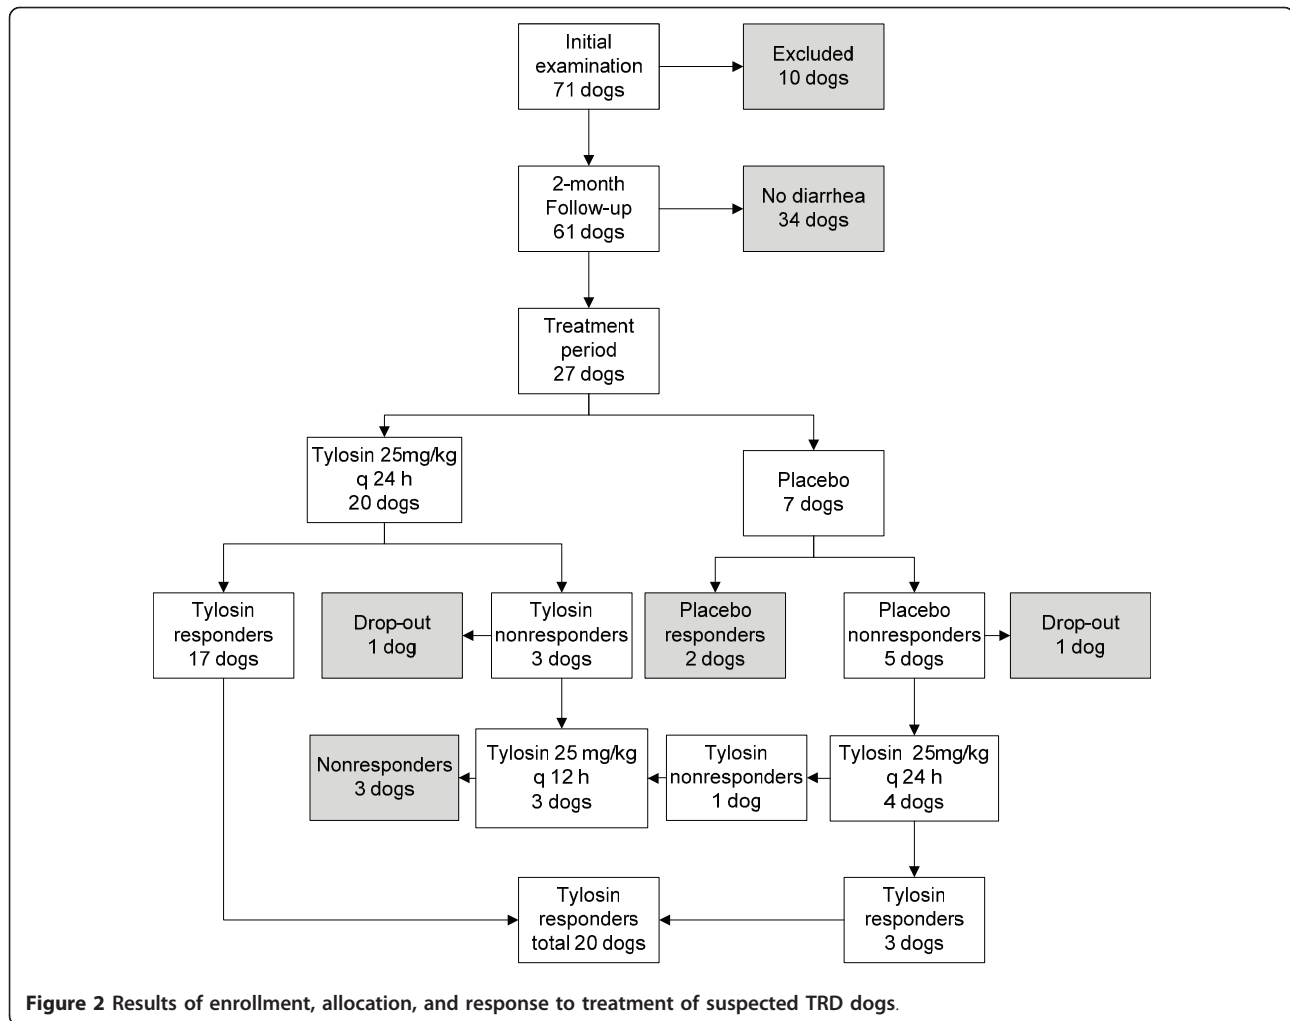 Initial
examination
71 dogs
Excluded
10 dogs
2-month
Follow-up
61 dogs
No diarrhea
34 dogs
Treatment
period
27 dogs
Tylosin 25mg/kg
q 24 h
20 dogs
Placebo
7 dogs
Tylosin
responders
17 dogs
Drop-out
1 dog
Tylosin
nonresponders
3 dogs
Placebo
responders
2 dogs
Placebo
nonresponders
5 dogs
Drop-out
1 dog
Nonresponders
3 dogs
Tylosin 25 mg/kg
q 12 h
3 dogs
Tylosin
nonresponders
1 dog
Tylosin 25mg/kg
q 24 h
4 dogs
Tylosin
responders
total 20 dogs
Tylosin
responders
3 dogs
Figure 2 Results of enrollment, allocation, and response to treatment of suspected TRD dogs.